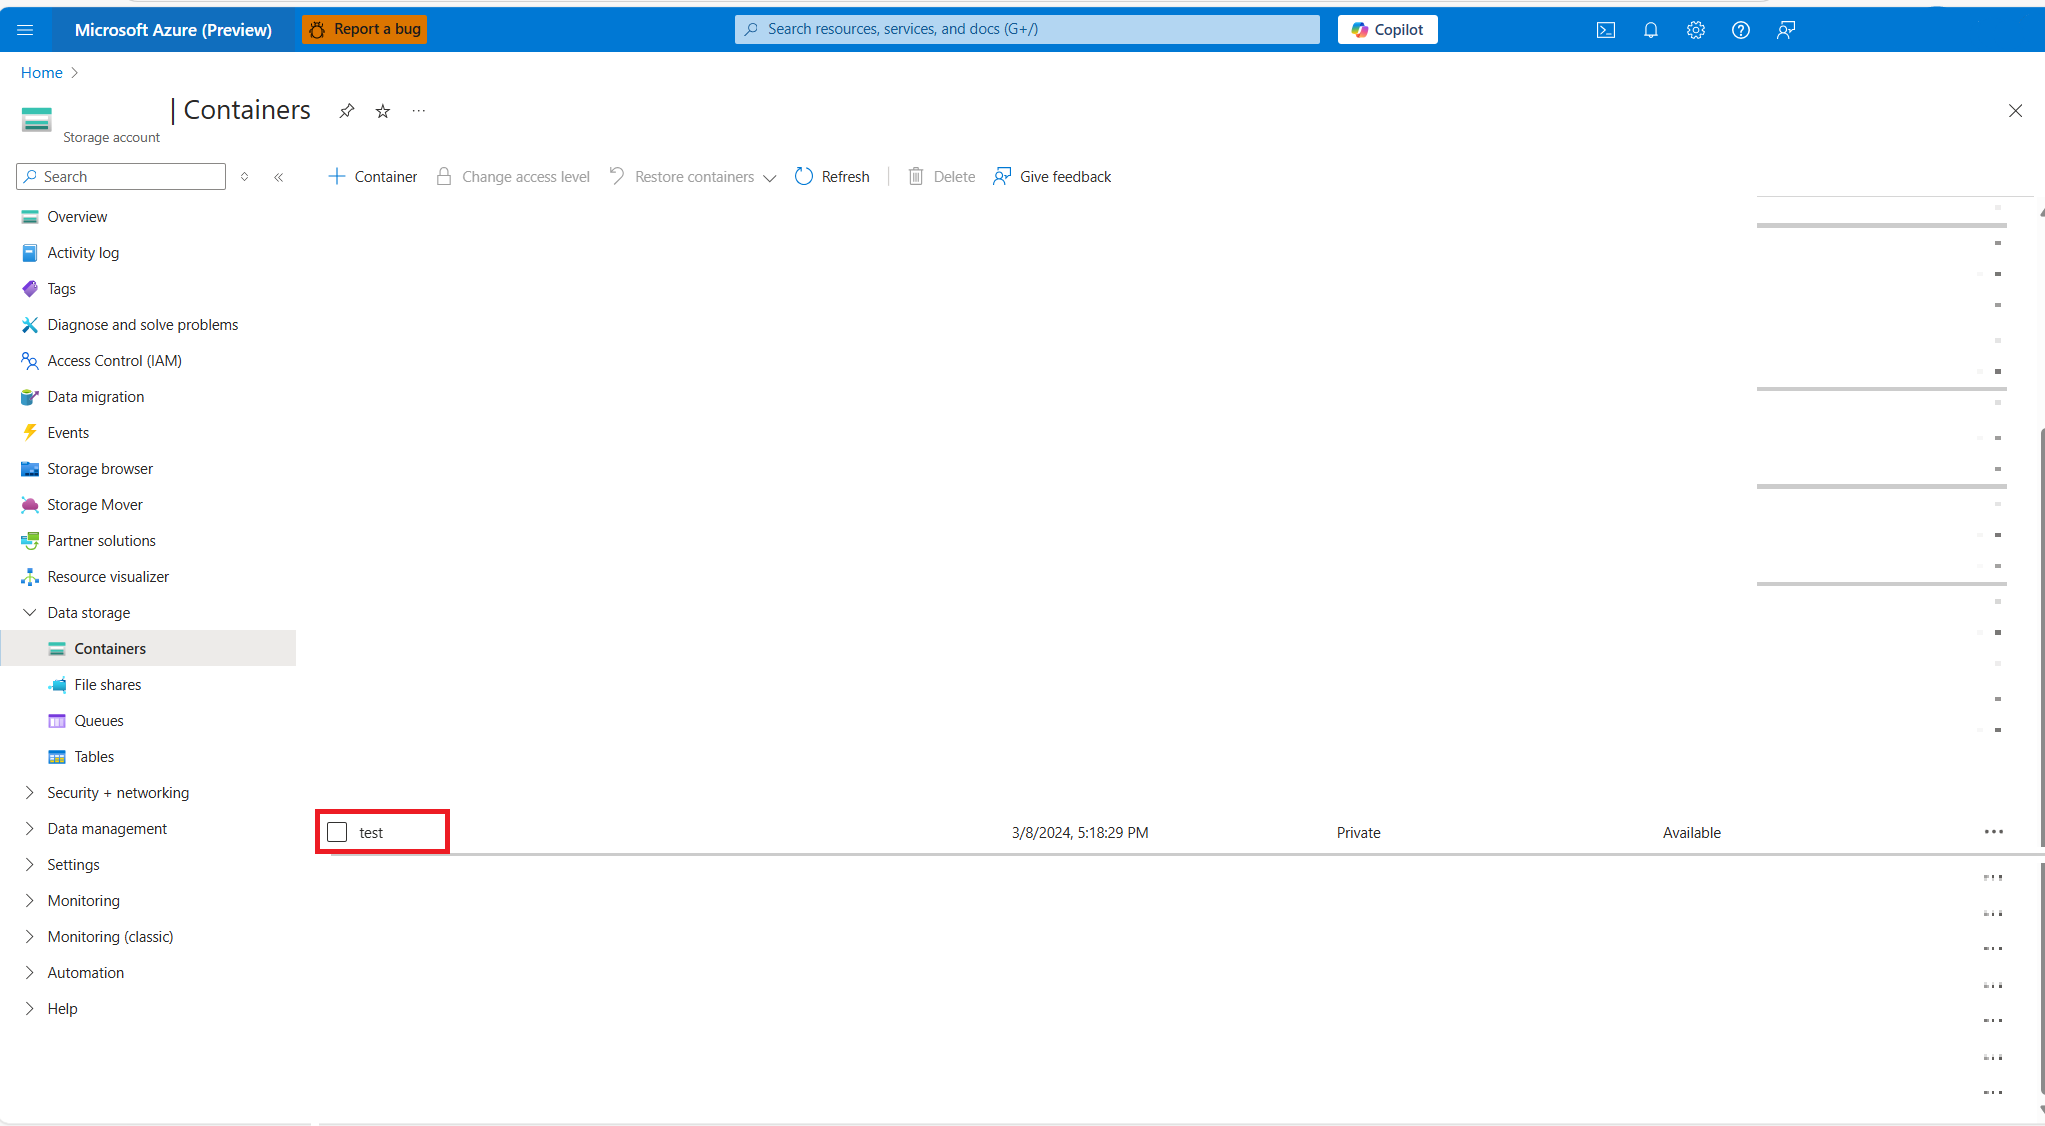 Microsoft Azure (Preview)
Report a bug
Search resources, services, and docs (G+/)
Copilot
Home
| Containers
Storage account
Search
Container
Change access level
Restore containers
Refresh
Delete
Give feedback
Overview
Activity log
Tags
Diagnose and solve problems
Access Control (IAM)
Data migration
Events
Storage browser
Storage Mover
Partner solutions
Resource visualizer
Data storage
Containers
File shares
Queues
Tables
Security + networking
Data management
Settings
Monitoring
Monitoring (classic)
Automation
Help
test 3/8/2024, 5:18:29 PM Private Available